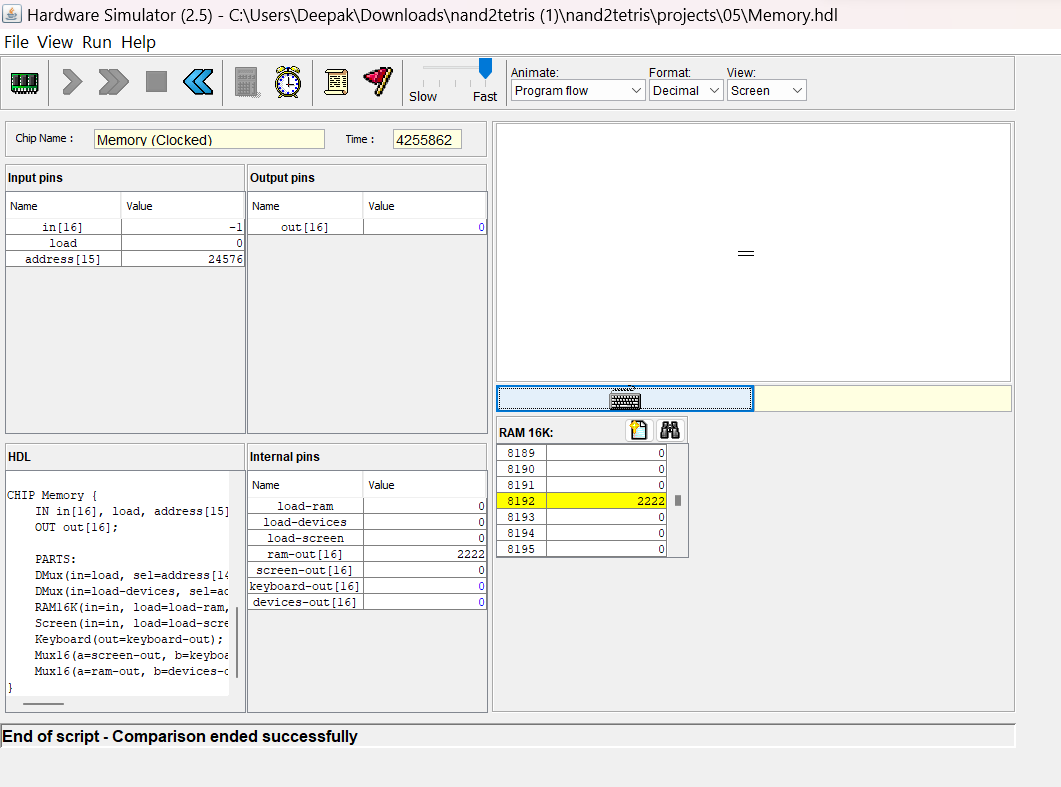 Hardware Simulator (2.5) - C:\Users\Deepak\Downloads\nand2tetris (1)\nand2tetris\projects\05\Memory.hdl
File View Run Help
Slow Fast
Animate: Format: View:
Program flow Decimal Screen
Chip Name : Memory (Clocked) Time : 4255862
Input pins
Name Value
in[16] -1
load 0
address[15] 24576
Output pins
Name Value
out[16] 0
HDL
CHIP Memory {
IN in[16], load, address[15]
OUT out[16];
PARTS:
DMux(in=load, sel=address[14
DMux(in=load-devices, sel=ad
RAM16K(in=in, load=load-ram,
Screen(in=in, load=load-scre
Keyboard(out=keyboard-out);
Mux16(a=screen-out, b=keyboa
Mux16(a=ram-out, b=devices-o
}
Internal pins
Name Value
load-ram 0
load-devices 0
load-screen 0
ram-out[16] 2222
screen-out[16] 0
keyboard-out[16] 0
devices-out[16] 0
RAM 16K:
8189 0
8190 0
8191 0
8192 2222
8193 0
8194 0
8195 0
End of script - Comparison ended successfully